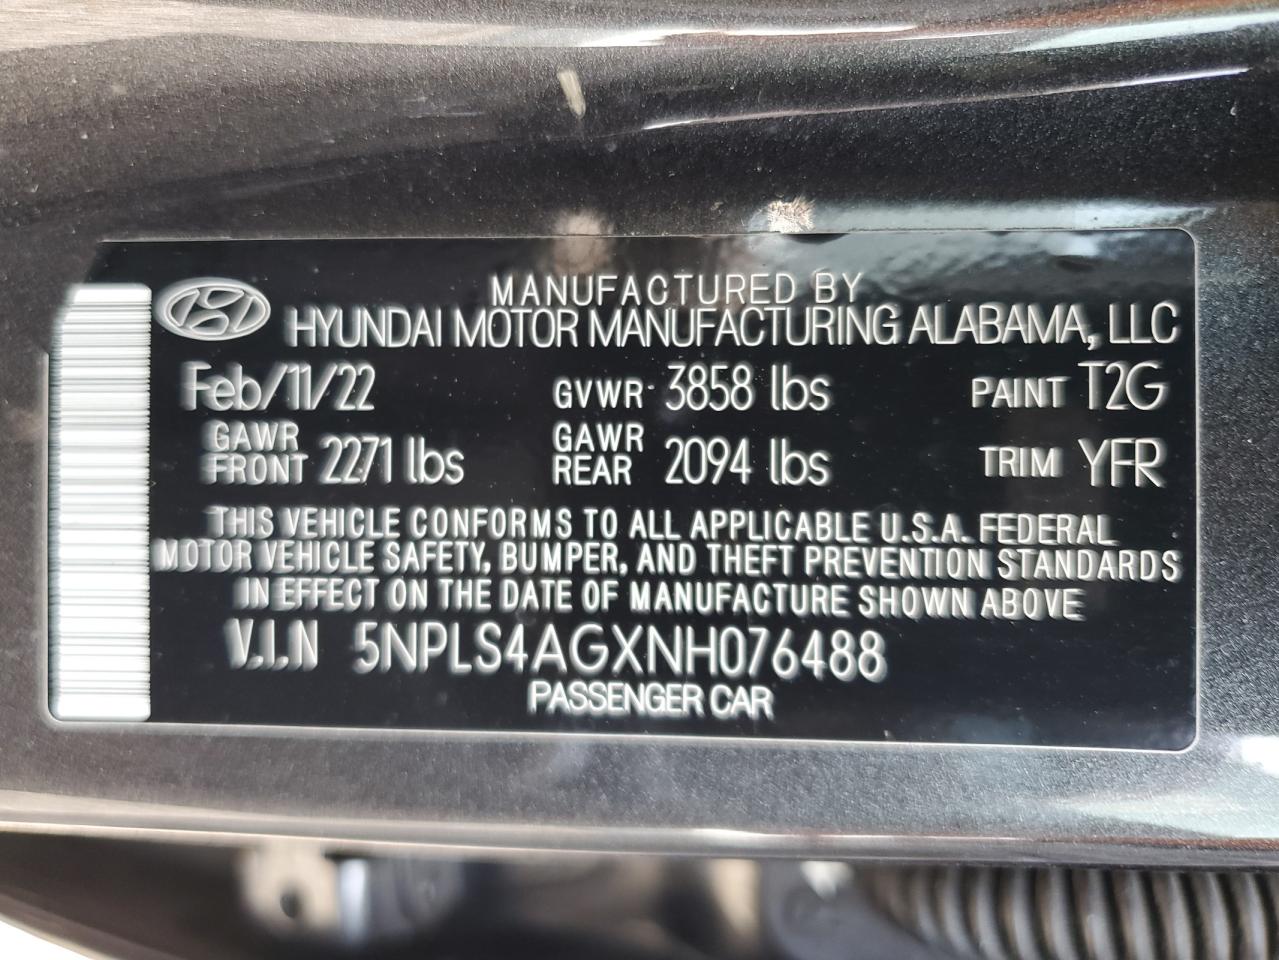 MANUFACTURED BY
HYUNDAI MOTOR MANUFACTURING ALABAMA, LLC
Feb/11/22 GVWR 3858 lbs PAINT T2G
GAWR FRONT 2271 lbs GAWR REAR 2094 lbs TRIM YFR
THIS VEHICLE CONFORMS TO ALL APPLICABLE U.S.A. FEDERAL
MOTOR VEHICLE SAFETY, BUMPER, AND THEFT PREVENTION STANDARDS
IN EFFECT ON THE DATE OF MANUFACTURE SHOWN ABOVE
V.I.N 5NPLS4AGXNH076488
PASSENGER CAR